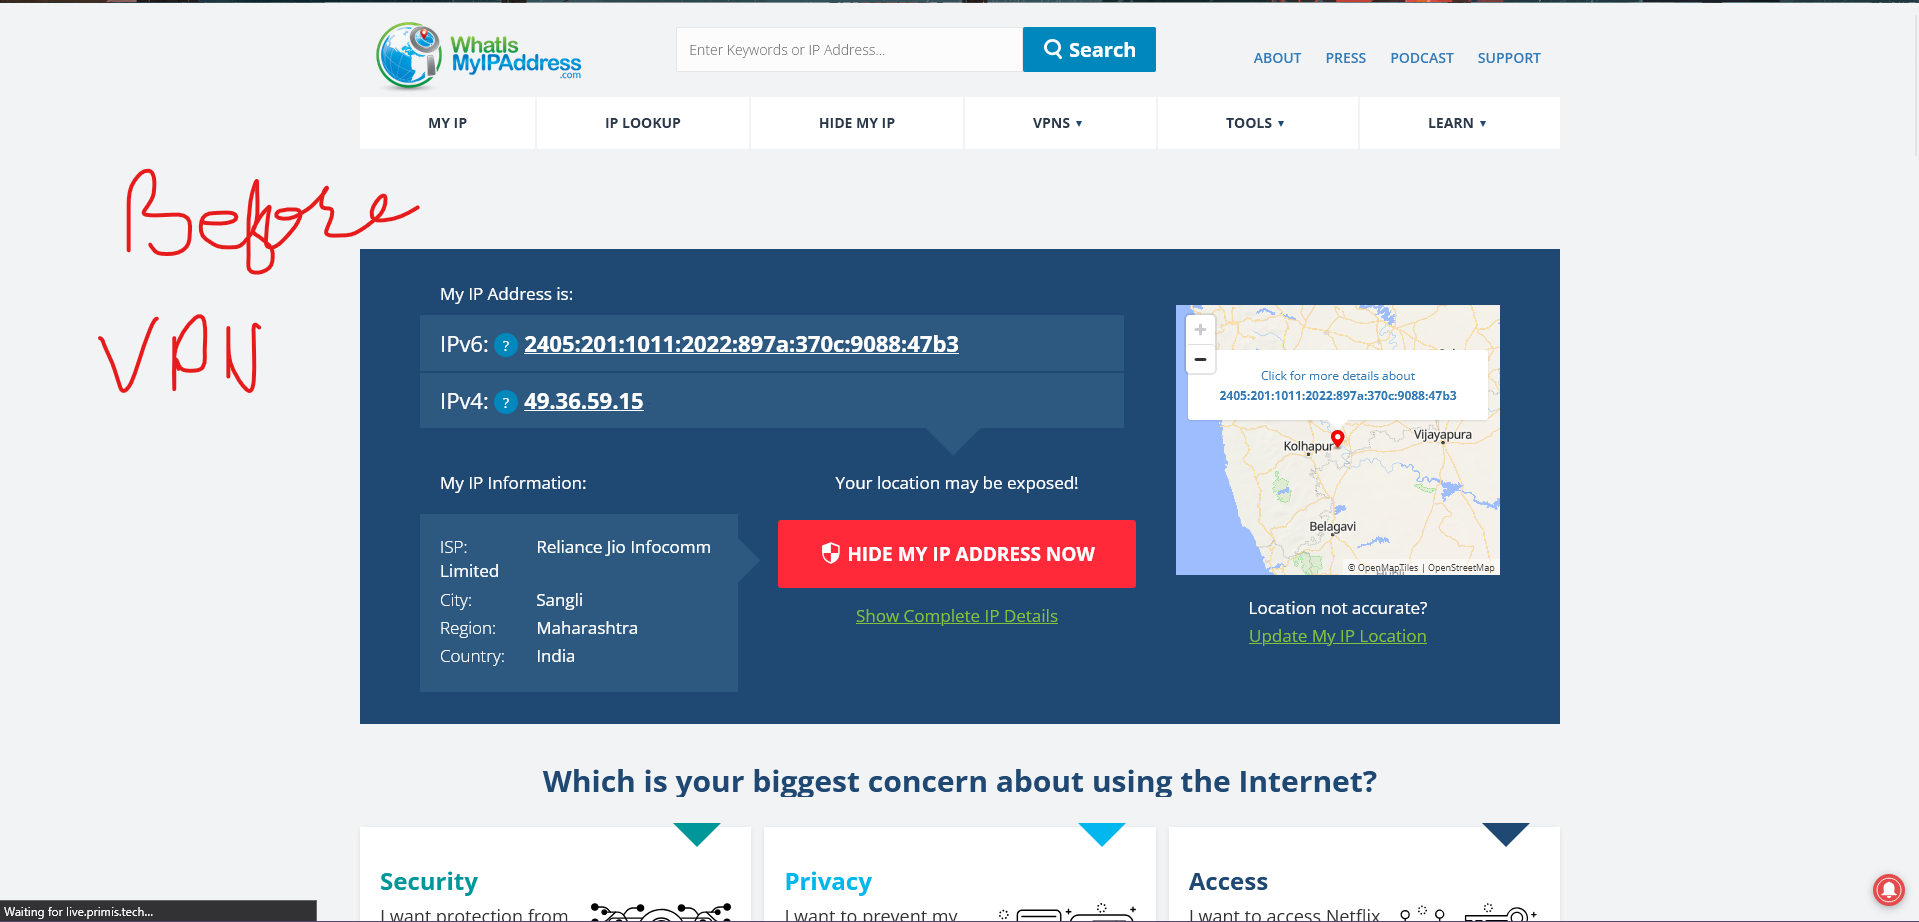 WhatIs
MyIPAddress
.com
Enter Keywords or IP Address...
Search
ABOUT PRESS PODCAST SUPPORT
MY IP IP LOOKUP HIDE MY IP VPNS ▾ TOOLS ▾ LEARN ▾
Before
VPN
My IP Address is:
IPv6: ? 2405:201:1011:2022:897a:370c:9088:47b3
IPv4: ? 49.36.59.15
My IP Information:
ISP: Reliance Jio Infocomm
Limited
City: Sangli
Region: Maharashtra
Country: India
Your location may be exposed!
HIDE MY IP ADDRESS NOW
Show Complete IP Details
+
−
Click for more details about
2405:201:1011:2022:897a:370c:9088:47b3
Kolhapur
Vijayapura
Belagavi
© OpenMapTiles | OpenStreetMap
Location not accurate?
Update My IP Location
Which is your biggest concern about using the Internet?
Security
I want protection from
Privacy
I want to prevent my
Access
I want to access Netflix
Waiting for live.primis.tech...